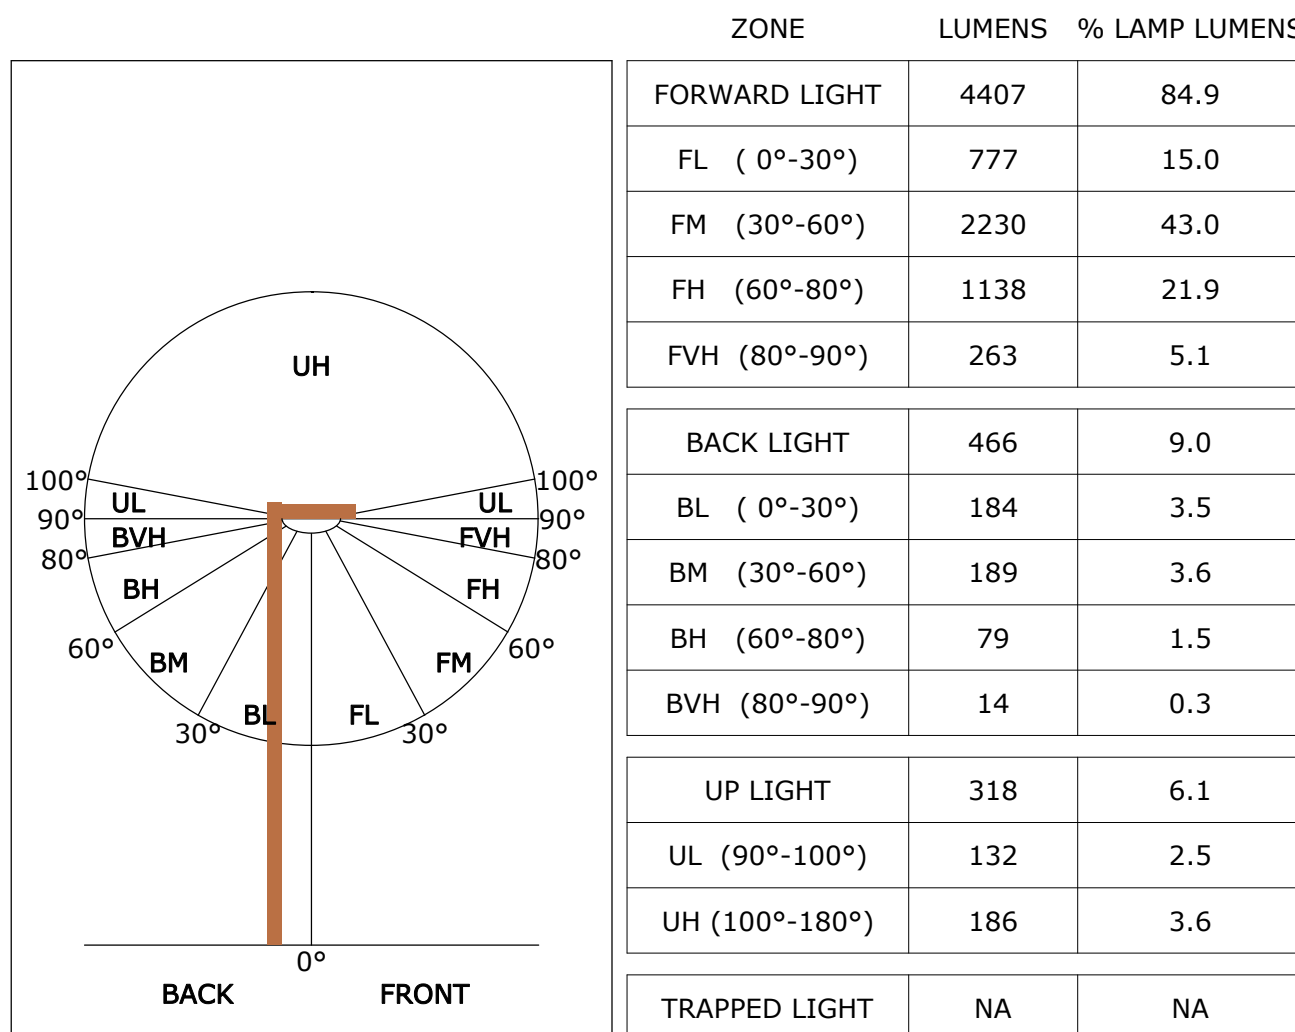 ZONE LUMENS % LAMP LUMENS
FORWARD LIGHT 4407 84.9
FL ( 0°-30°) 777 15.0
FM (30°-60°) 2230 43.0
FH (60°-80°) 1138 21.9
FVH (80°-90°) 263 5.1
BACK LIGHT 466 9.0
BL ( 0°-30°) 184 3.5
BM (30°-60°) 189 3.6
BH (60°-80°) 79 1.5
BVH (80°-90°) 14 0.3
UP LIGHT 318 6.1
UL (90°-100°) 132 2.5
UH (100°-180°) 186 3.6
TRAPPED LIGHT NA NA
UH
100° 100°
UL UL
90° 90°
BVH FVH
80° 80°
BH FH
60° 60°
BM FM
BL FL
30° 30°
0°
BACK FRONT